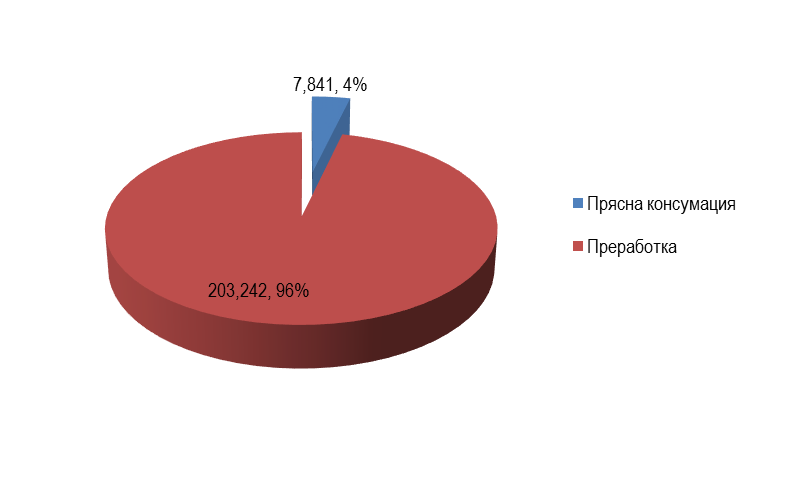 7,841, 4%
203,242, 96%
Прясна консумация
Преработка